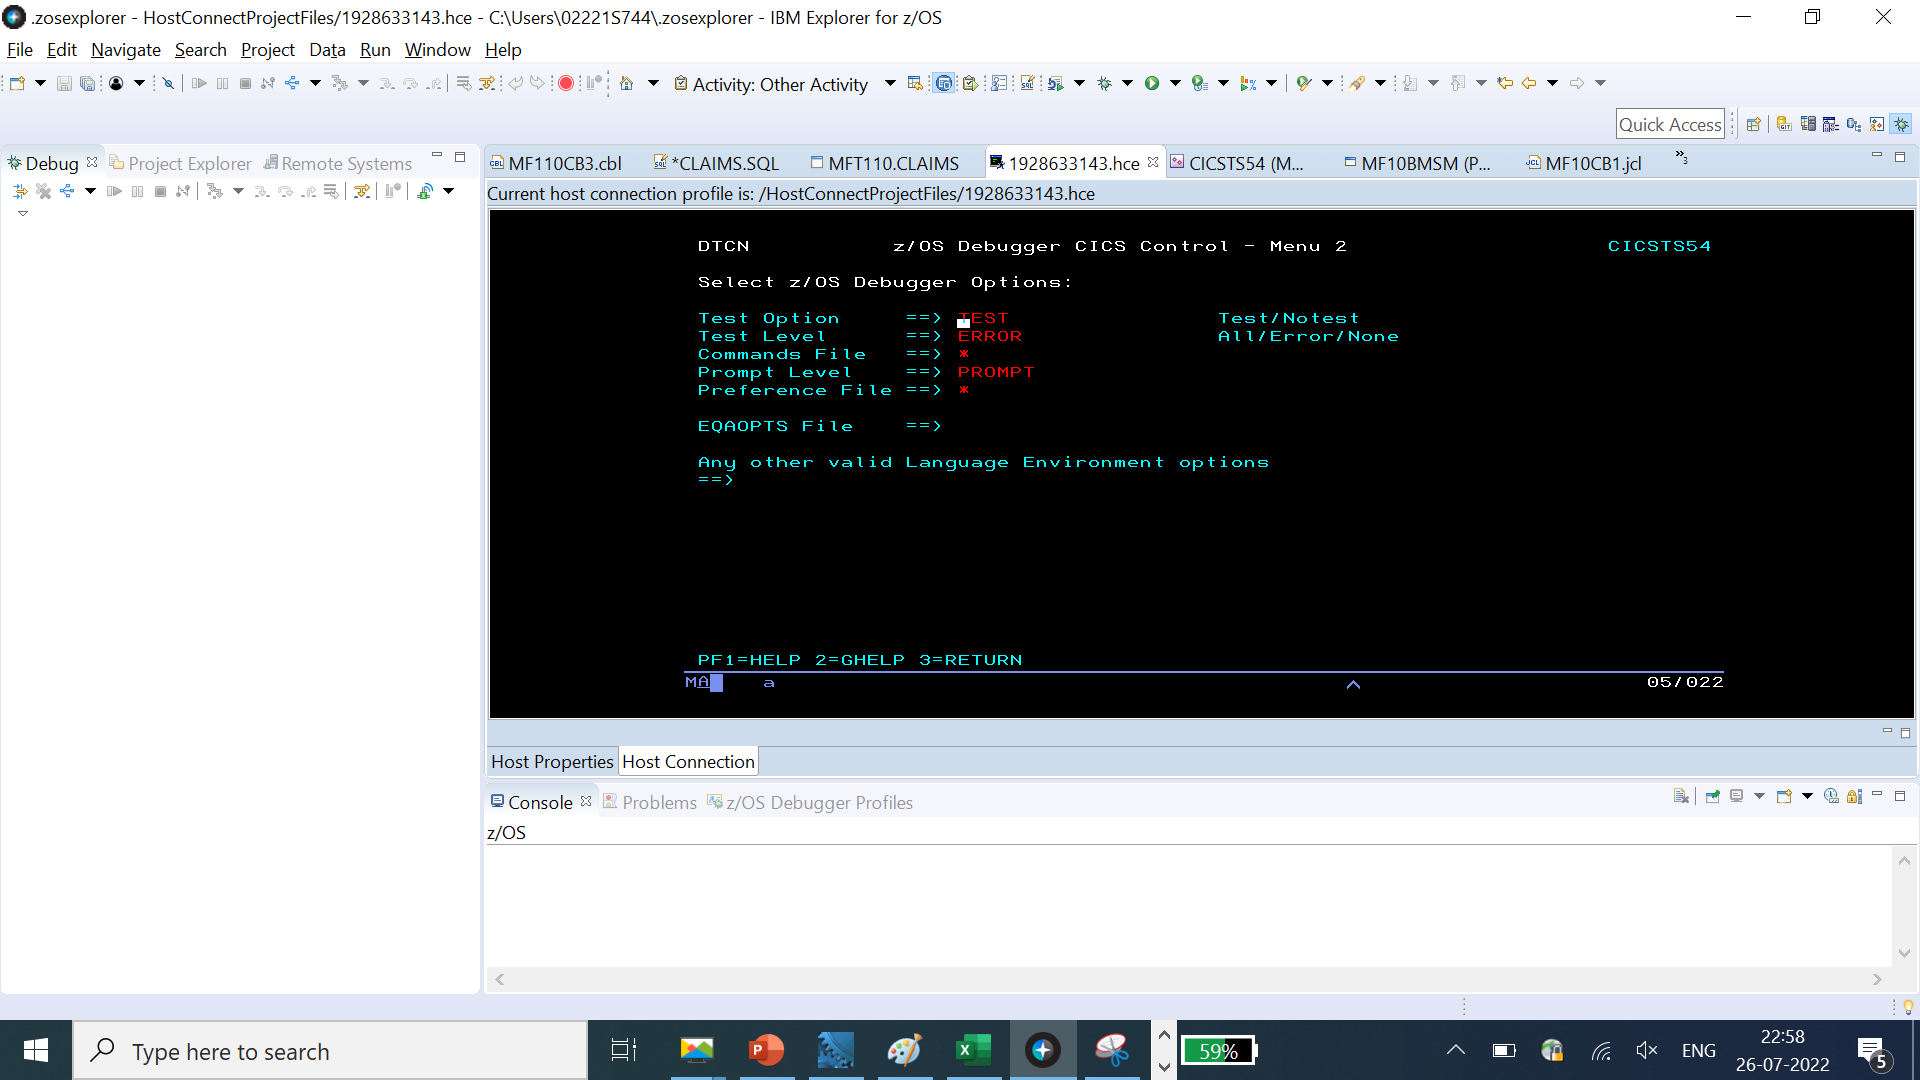 .zosexplorer - HostConnectProjectFiles/1928633143.hce - C:\Users\02221S744\.zosexplorer - IBM Explorer for z/OS
File Edit Navigate Search Project Data Run Window Help
Activity: Other Activity
Quick Access
Debug Project Explorer Remote Systems
MF110CB3.cbl *CLAIMS.SQL MFT110.CLAIMS 1928633143.hce CICSTS54 (M... MF10BMSM (P... MF10CB1.jcl »3
Current host connection profile is: /HostConnectProjectFiles/1928633143.hce
DTCN z/OS Debugger CICS Control - Menu 2 CICSTS54
Select z/OS Debugger Options:
Test Option ==> TEST Test/Notest
Test Level ==> ERROR All/Error/None
Commands File ==> *
Prompt Level ==> PROMPT
Preference File ==> *
EQAOPTS File ==>
Any other valid Language Environment options
==>
PF1=HELP 2=GHELP 3=RETURN
MA a 05/022
Host Properties Host Connection
Console Problems z/OS Debugger Profiles
z/OS
Type here to search
59%
ENG
22:58
26-07-2022
5